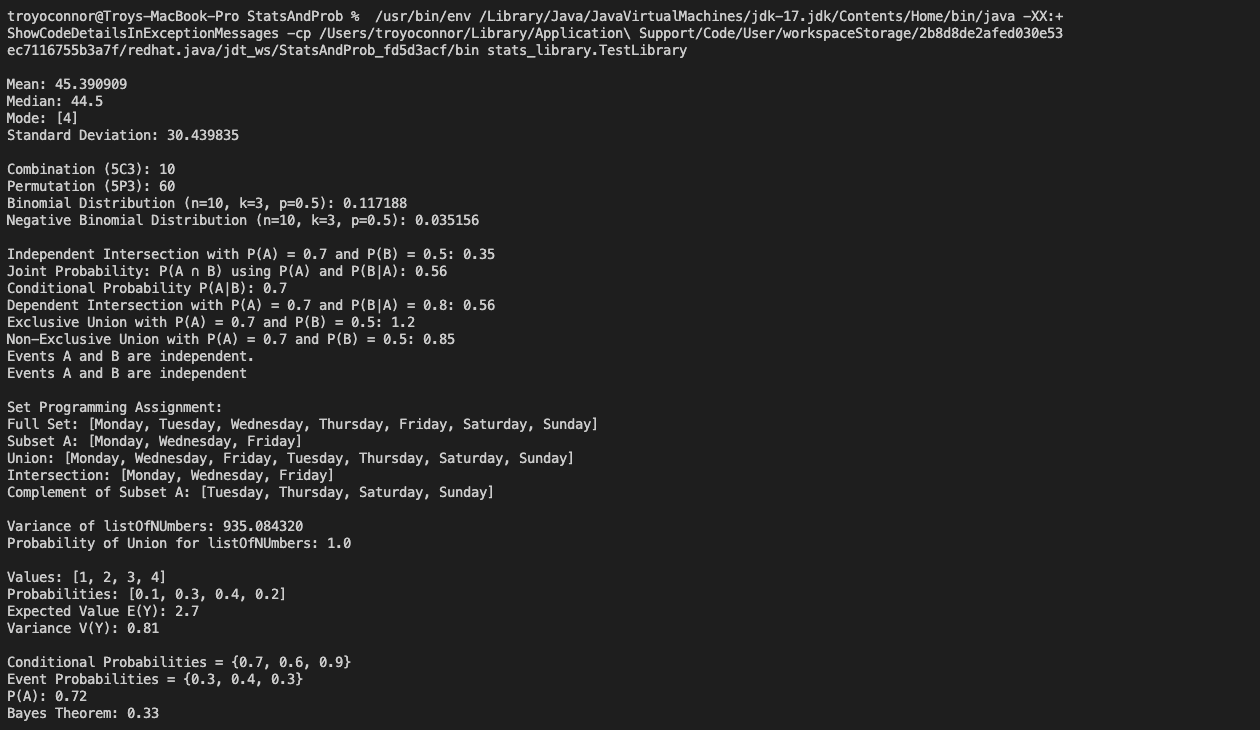 troyoconnor@Troys-MacBook-Pro StatsAndProb %  /usr/bin/env /Library/Java/JavaVirtualMachines/jdk-17.jdk/Contents/Home/bin/java -XX:+
ShowCodeDetailsInExceptionMessages -cp /Users/troyoconnor/Library/Application\ Support/Code/User/workspaceStorage/2b8d8de2afed030e53
ec7116755b3a7f/redhat.java/jdt_ws/StatsAndProb_fd5d3acf/bin stats_library.TestLibrary
Mean: 45.390909
Median: 44.5
Mode: [4]
Standard Deviation: 30.439835
Combination (5C3): 10
Permutation (5P3): 60
Binomial Distribution (n=10, k=3, p=0.5): 0.117188
Negative Binomial Distribution (n=10, k=3, p=0.5): 0.035156
Independent Intersection with P(A) = 0.7 and P(B) = 0.5: 0.35
Joint Probability: P(A ∩ B) using P(A) and P(B|A): 0.56
Conditional Probability P(A|B): 0.7
Dependent Intersection with P(A) = 0.7 and P(B|A) = 0.8: 0.56
Exclusive Union with P(A) = 0.7 and P(B) = 0.5: 1.2
Non-Exclusive Union with P(A) = 0.7 and P(B) = 0.5: 0.85
Events A and B are independent.
Events A and B are independent
Set Programming Assignment:
Full Set: [Monday, Tuesday, Wednesday, Thursday, Friday, Saturday, Sunday]
Subset A: [Monday, Wednesday, Friday]
Union: [Monday, Wednesday, Friday, Tuesday, Thursday, Saturday, Sunday]
Intersection: [Monday, Wednesday, Friday]
Complement of Subset A: [Tuesday, Thursday, Saturday, Sunday]
Variance of listOfNUmbers: 935.084320
Probability of Union for listOfNUmbers: 1.0
Values: [1, 2, 3, 4]
Probabilities: [0.1, 0.3, 0.4, 0.2]
Expected Value E(Y): 2.7
Variance V(Y): 0.81
Conditional Probabilities = {0.7, 0.6, 0.9}
Event Probabilities = {0.3, 0.4, 0.3}
P(A): 0.72
Bayes Theorem: 0.33